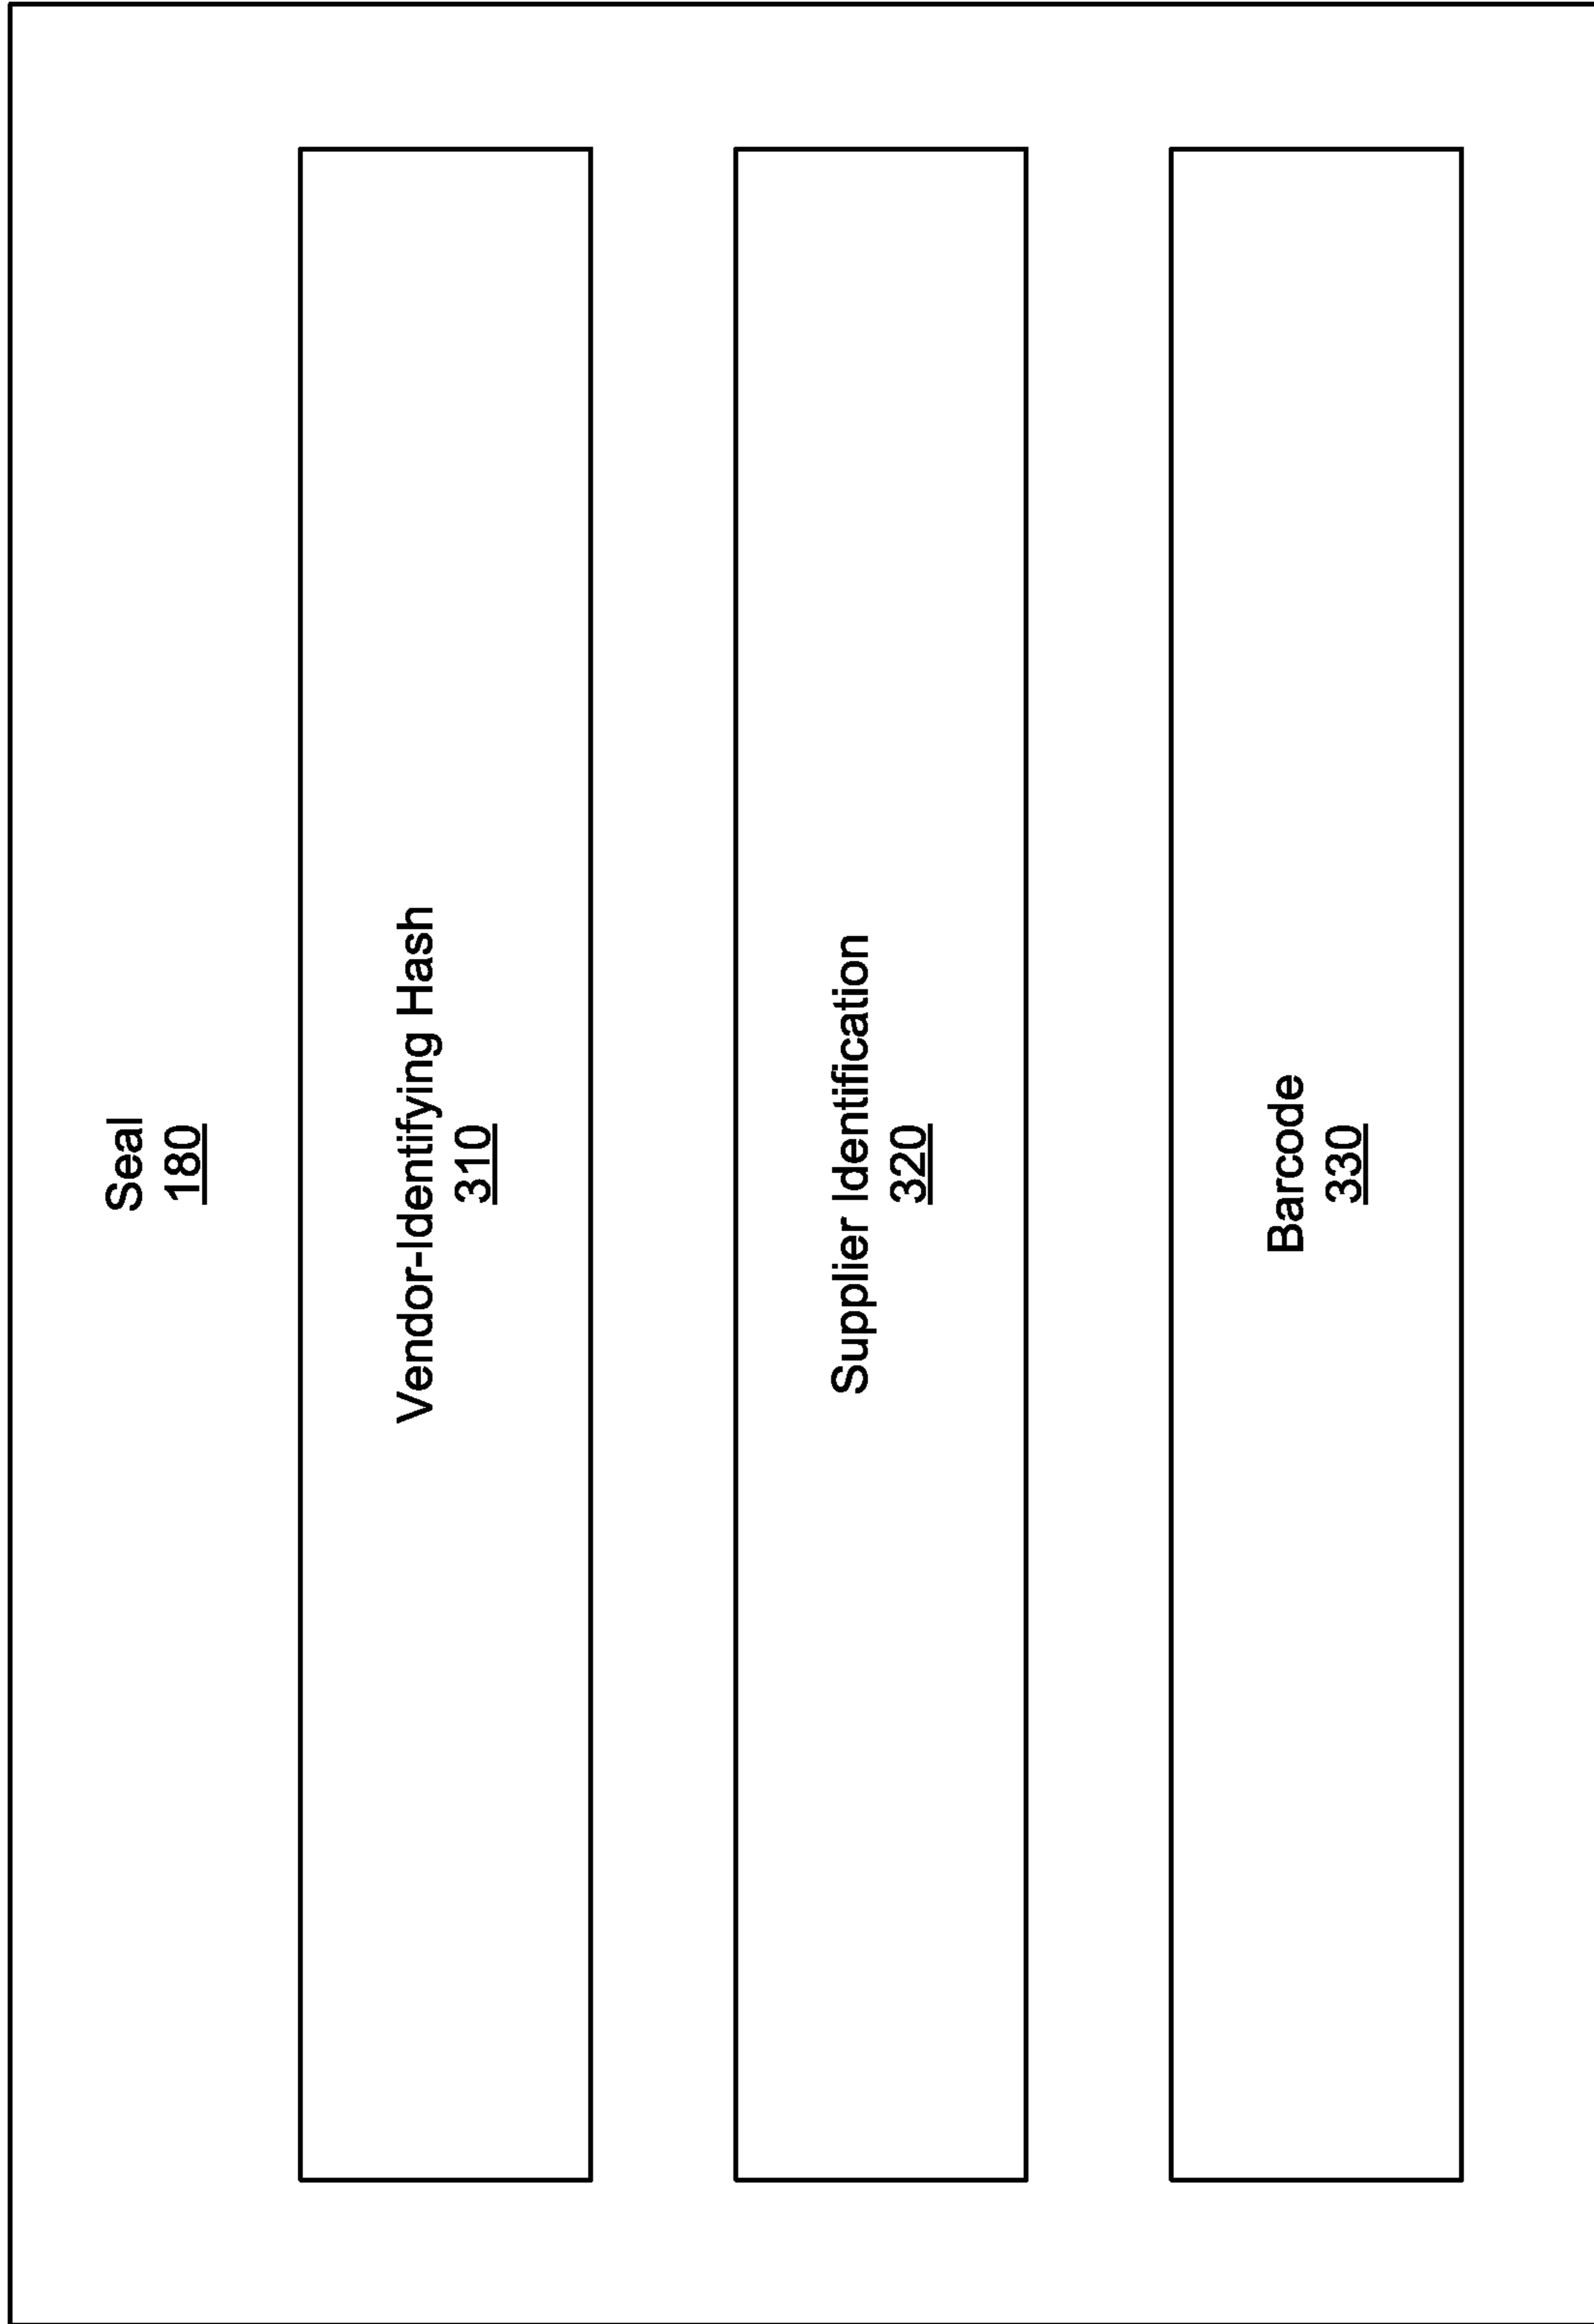 Seal
180
Vendor-Identifying Hash
310
Supplier Identification
320
Barcode
330